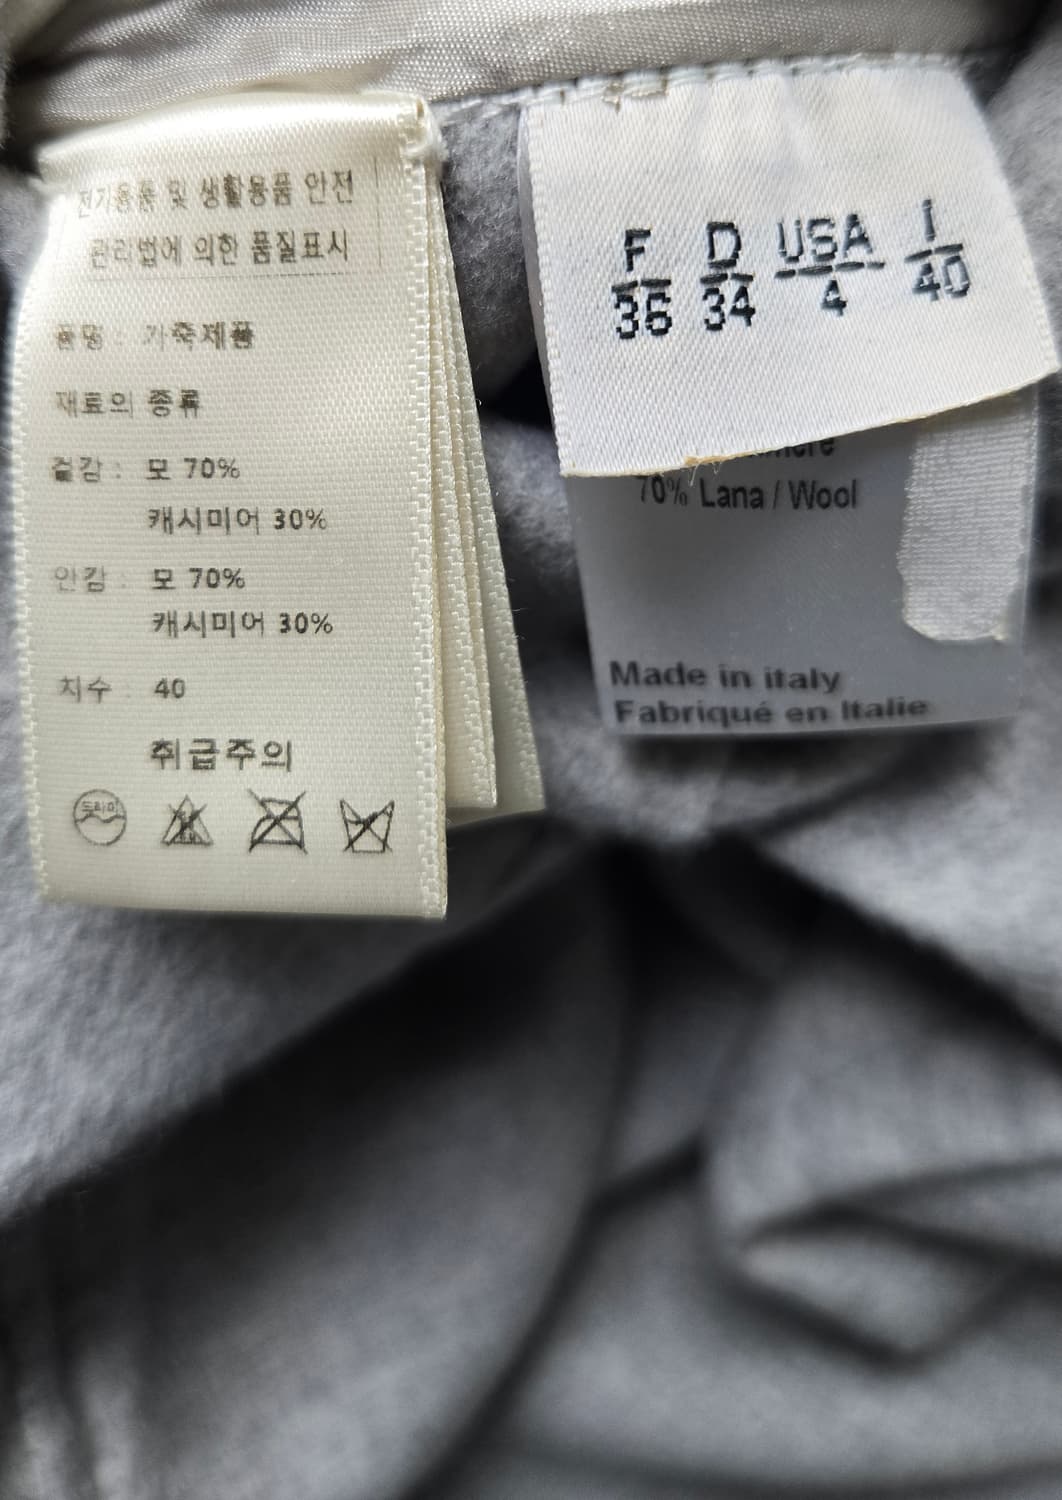 전기용품 및 생활용품 안전
관리법에 의한 품질표시
품명 : 가죽제품
재료의 종류
겉감 : 모 70%
캐시미어 30%
안감 : 모 70%
캐시미어 30%
치수 : 40
취급주의
드라이
F D USA I
36 34 4 40
70% Lana / Wool
Made in italy
Fabriqué en Italie